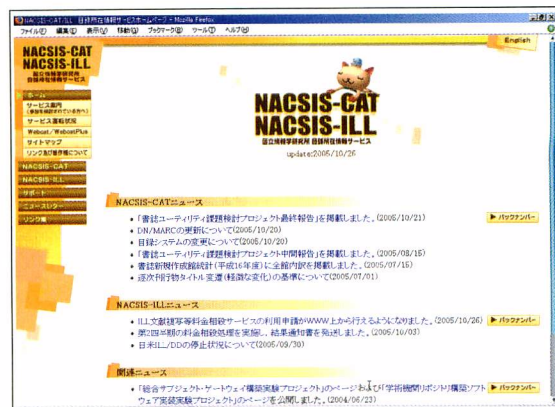 NACSIS-CAT/ILL 目録所在情報サービスホームページ - Mozilla Firefox
ファイル(F) 編集(E) 表示(V) 移動(G) ブックマーク(B) ツール(T) ヘルプ(H)
English
NACSIS-CAT
NACSIS-ILL
国立情報学研究所
目録所在情報サービス
ホーム
サービス案内
(参加を検討されている方へ)
サービス運転状況
Webcat/WebcatPlus
サイトマップ
リンク及び著作権について
NACSIS-CAT
NACSIS-ILL
サポート
ニュースレター
リンク集
NACSIS-CAT
NACSIS-ILL
国立情報学研究所 目録所在情報サービス
update:2005/10/26
NACSIS-CATニュース
「書誌ユーティリティ課題検討プロジェクト最終報告」を掲載しました。(2005/10/21)
バックナンバー
DN/MARCの更新について(2005/10/20)
目録システムの変更について(2005/10/20)
「書誌ユーティリティ課題検討プロジェクト中間報告」を掲載しました。(2005/08/15)
書誌新規作成館統計(平成16年度)に全館内訳を掲載しました。(2005/07/15)
逐次刊行物タイトル変遷(軽微な変化)の基準について(2005/07/01)
NACSIS-ILLニュース
ILL文献複写等料金相殺サービスの利用申請がWWW上から行えるようになりました。(2005/10/26)
バックナンバー
第2四半期の料金相殺処理を実施し、結果通知書を発送しました。(2005/10/03)
日米ILL/DDの停止状況について(2005/09/30)
関連ニュース
「総合サブジェクト・ゲートウェイ構築実験プロジェクト」のページおよび「学術機関リポジトリ構築ソフト
ウェア実装実験プロジェクト」のページを公開しました。(2004/06/23)
バックナンバー